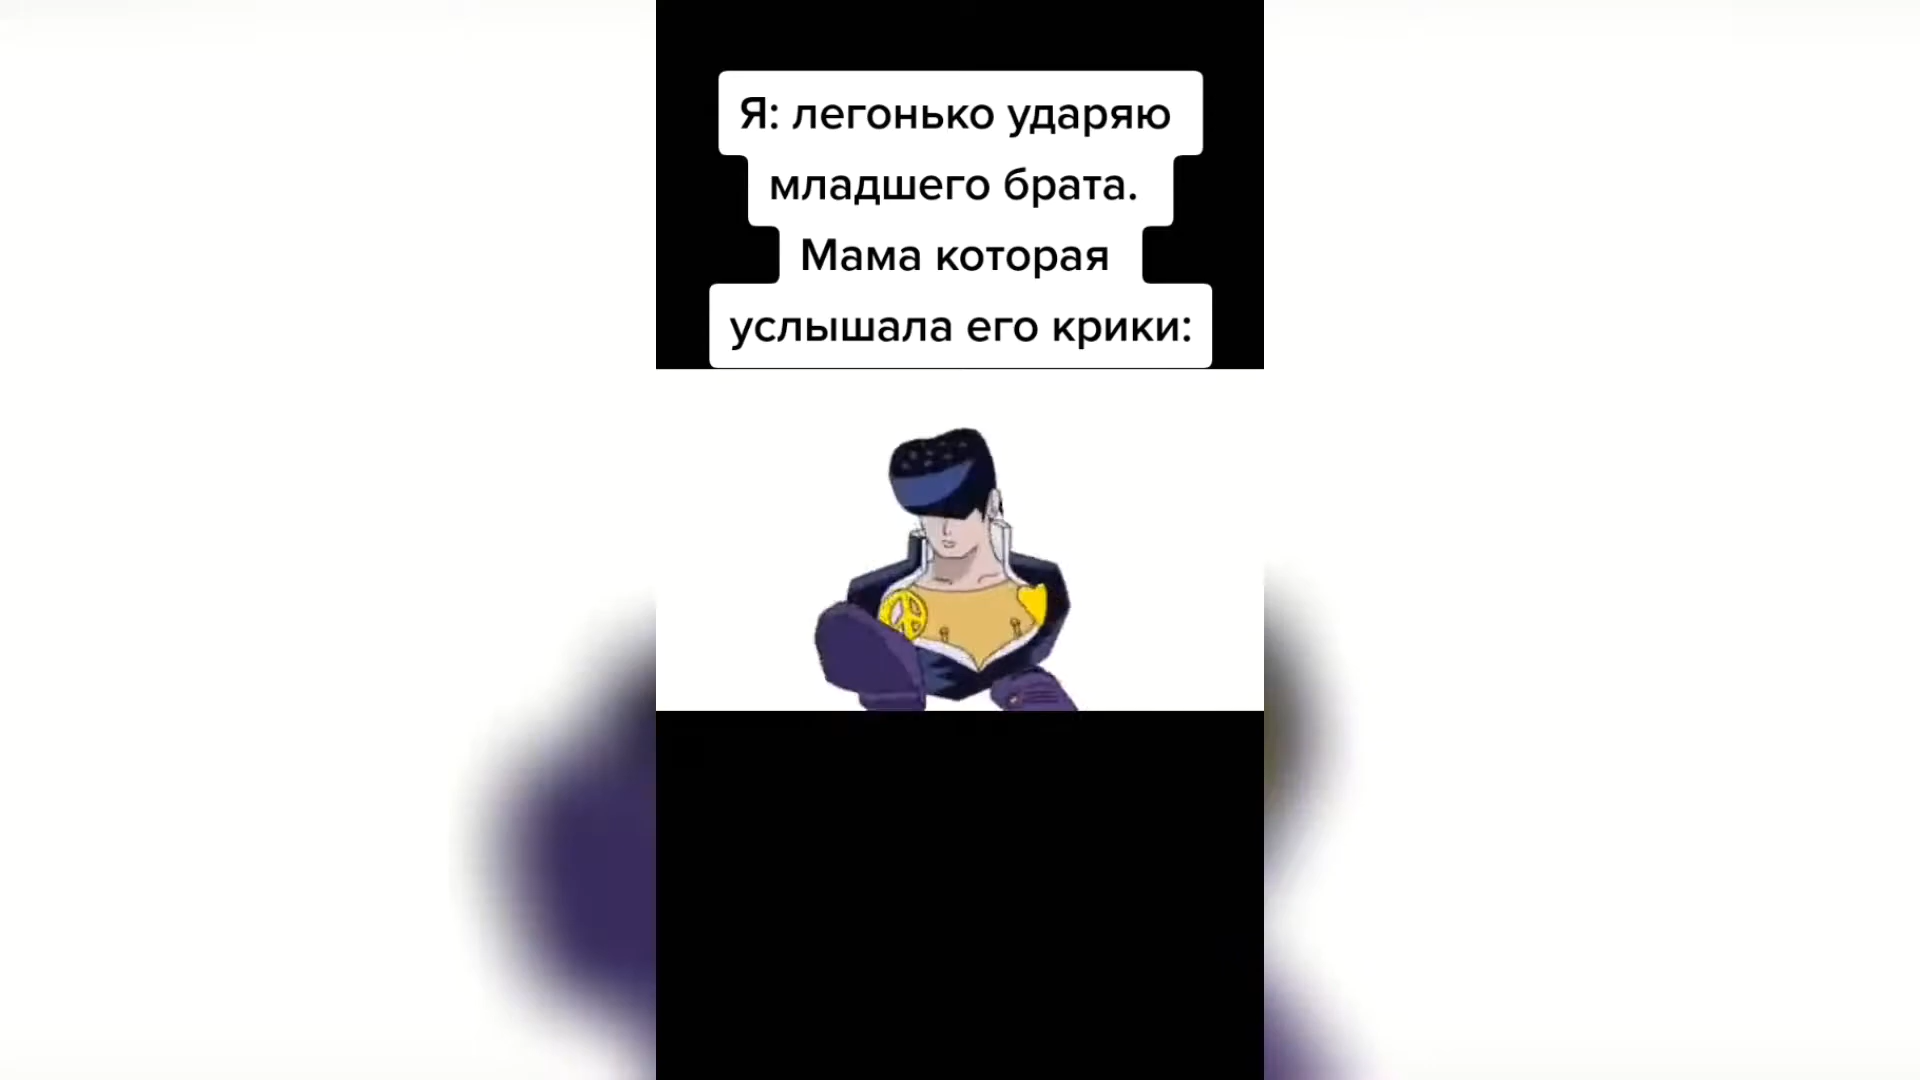 Я: легонько ударяю
младшего брата.
Мама которая
услышала его крики: